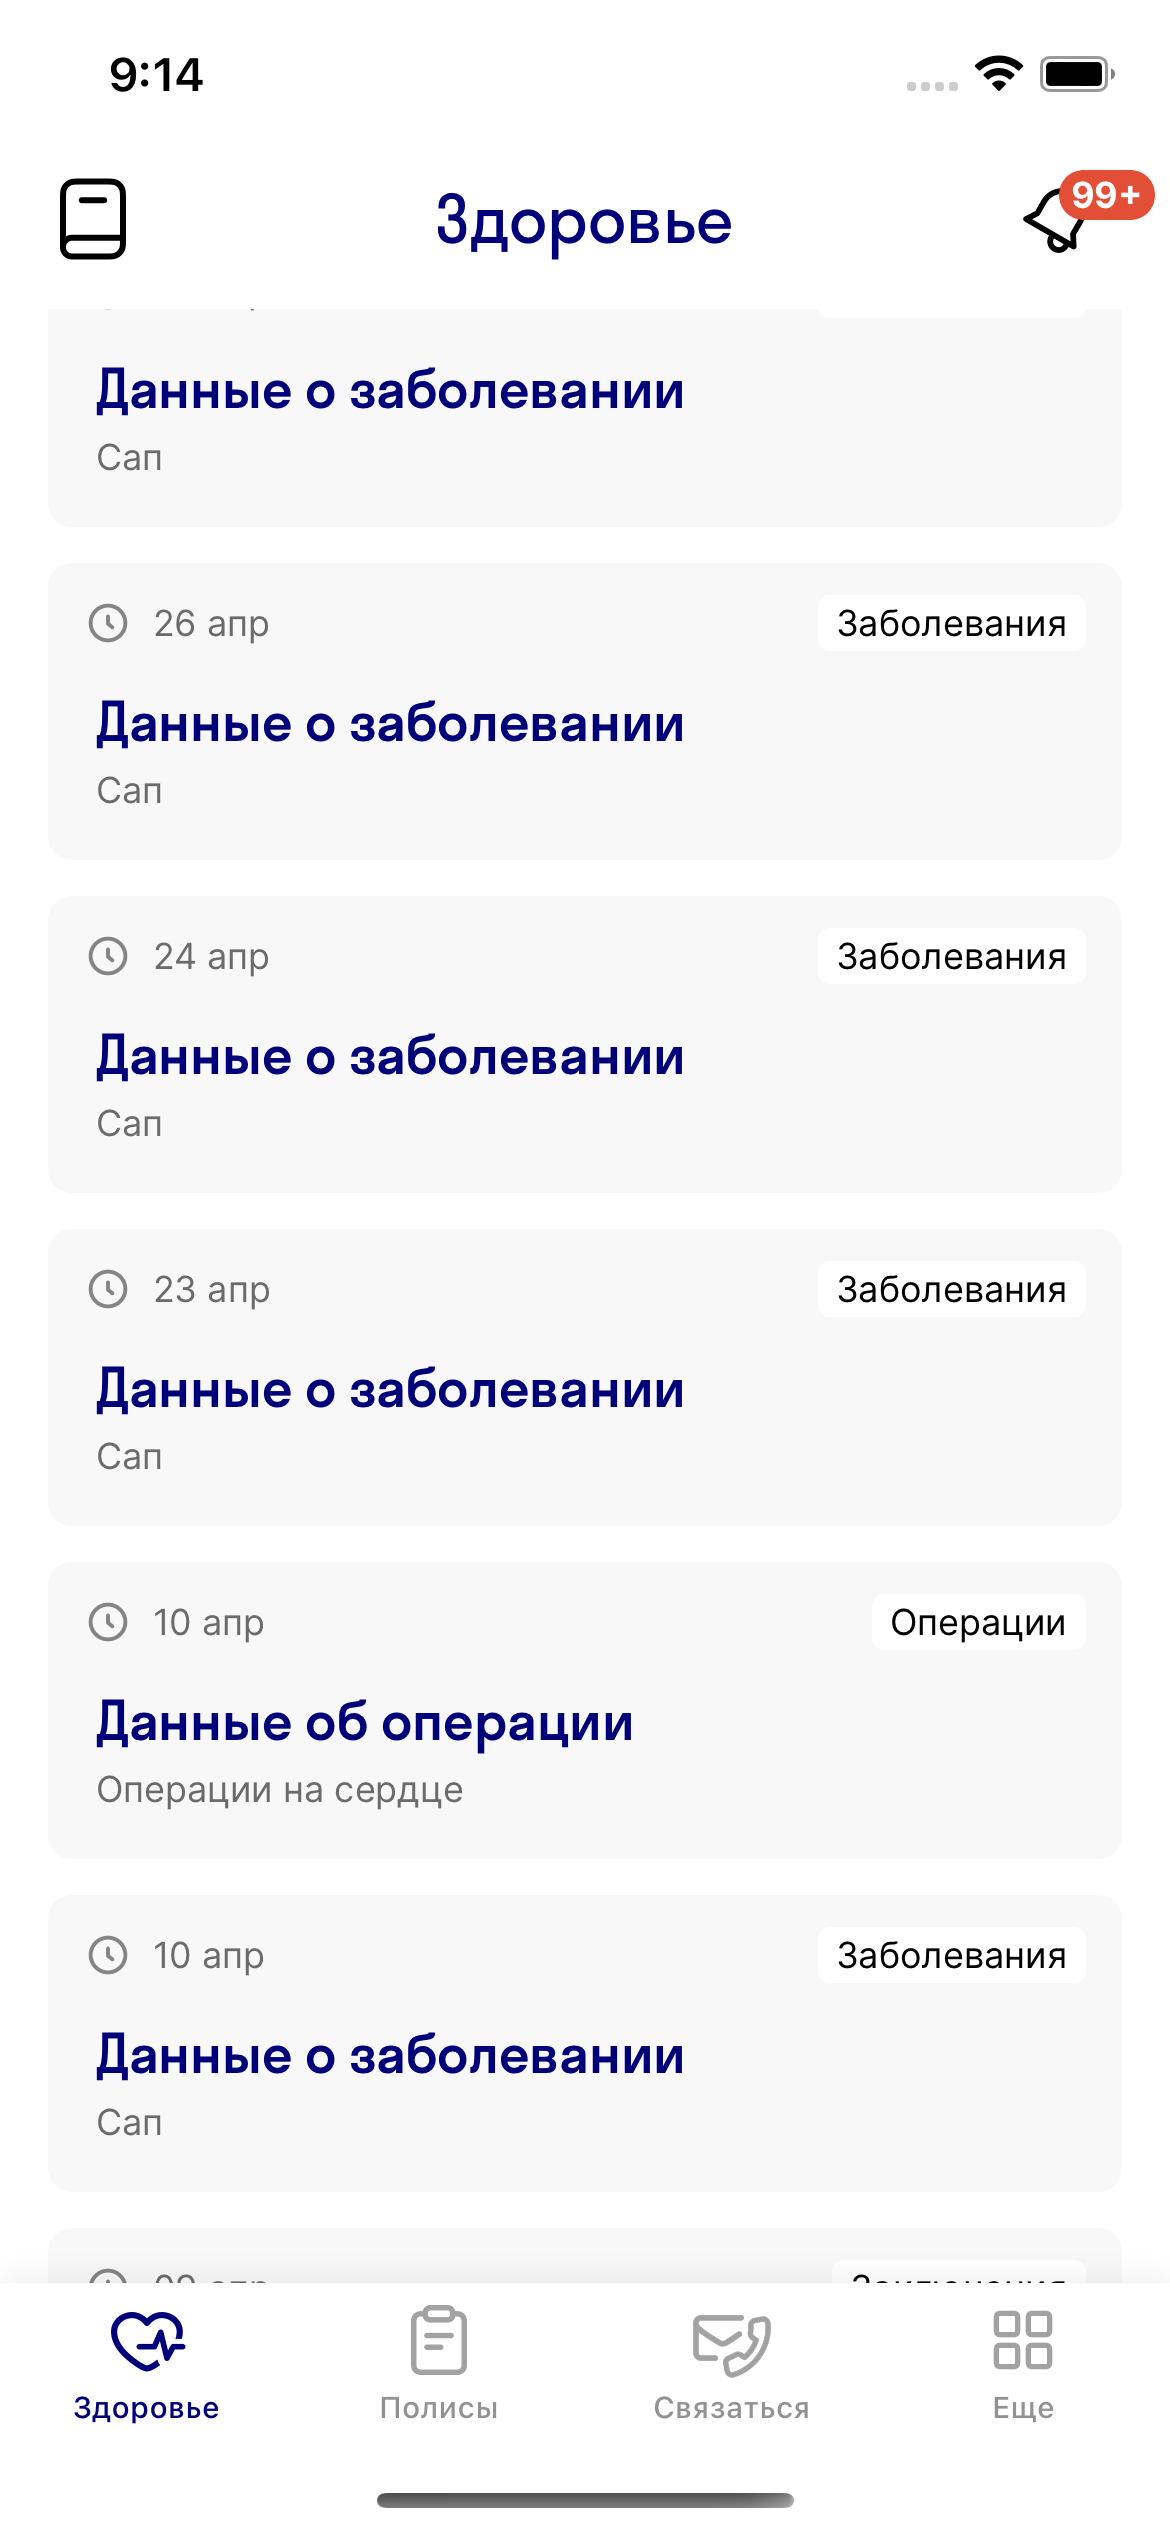 9:14
Здоровье
99+
Данные о заболевании
Сап
26 апр
Заболевания
Данные о заболевании
Сап
24 апр
Заболевания
Данные о заболевании
Сап
23 апр
Заболевания
Данные о заболевании
Сап
10 апр
Операции
Данные об операции
Операции на сердце
10 апр
Заболевания
Данные о заболевании
Сап
Здоровье
Полисы
Связаться
Еще